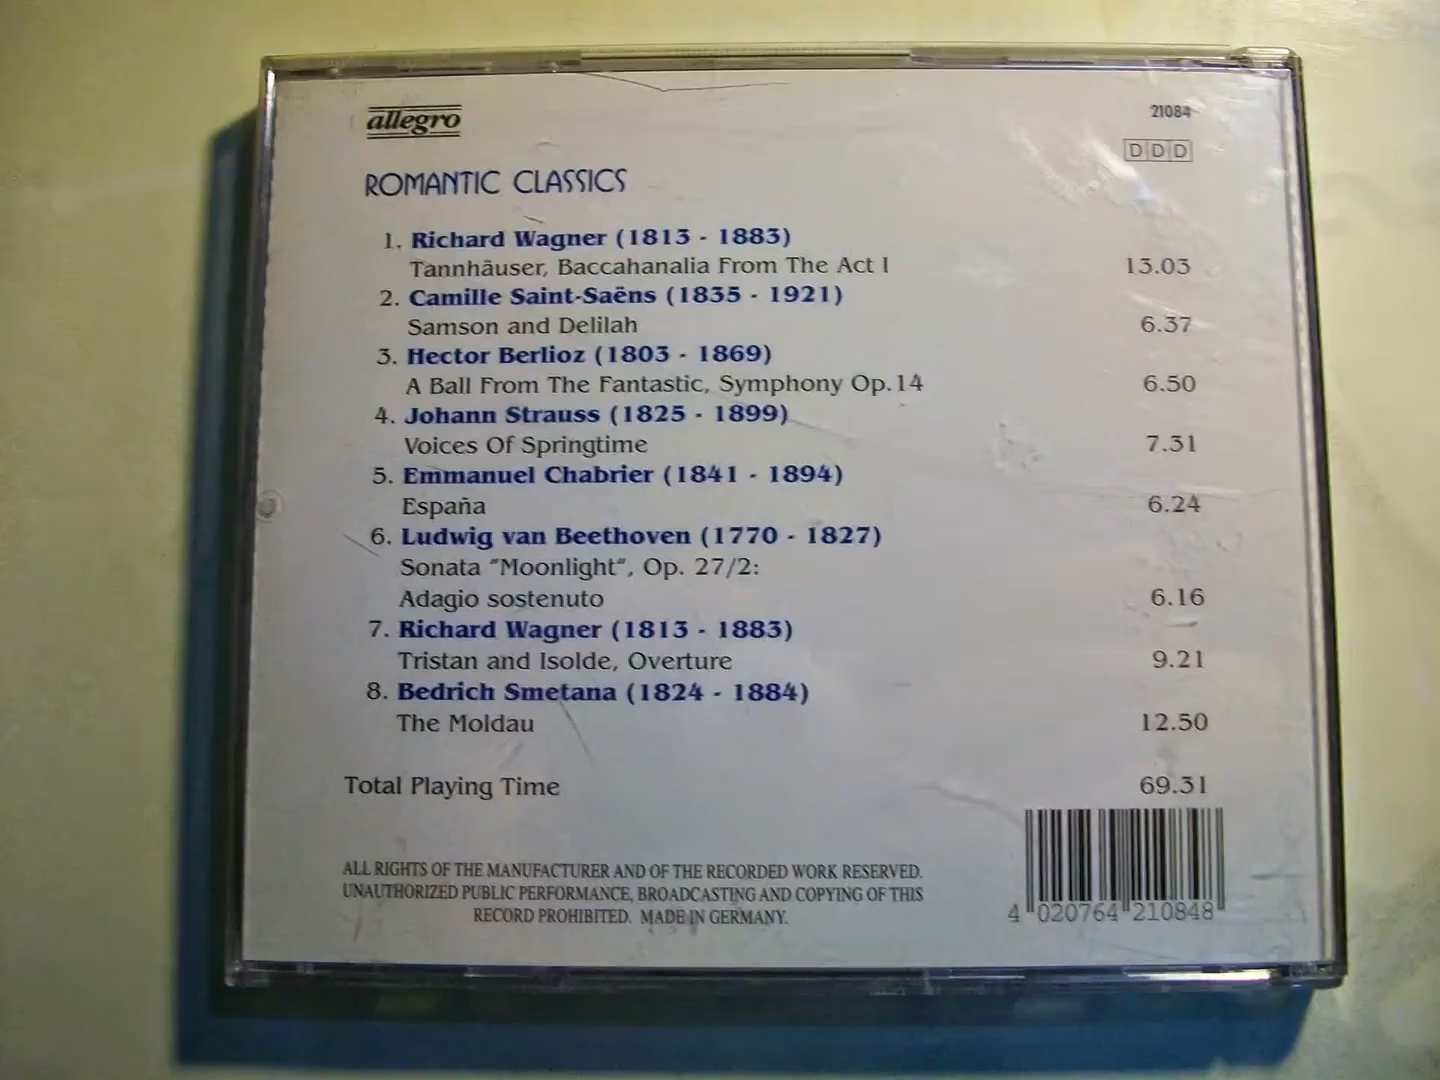 allegro
21084
DDD
ROMANTIC CLASSICS
1. Richard Wagner (1813 - 1883)
Tannhäuser, Baccahanalia From The Act I 13.03
2. Camille Saint-Saëns (1835 - 1921)
Samson and Delilah 6.37
3. Hector Berlioz (1803 - 1869)
A Ball From The Fantastic, Symphony Op.14 6.50
4. Johann Strauss (1825 - 1899)
Voices Of Springtime 7.31
5. Emmanuel Chabrier (1841 - 1894)
España 6.24
6. Ludwig van Beethoven (1770 - 1827)
Sonata "Moonlight", Op. 27/2:
Adagio sostenuto 6.16
7. Richard Wagner (1813 - 1883)
Tristan and Isolde, Overture 9.21
8. Bedrich Smetana (1824 - 1884)
The Moldau 12.50
Total Playing Time 69.31
ALL RIGHTS OF THE MANUFACTURER AND OF THE RECORDED WORK RESERVED.
UNAUTHORIZED PUBLIC PERFORMANCE, BROADCASTING AND COPYING OF THIS
RECORD PROHIBITED. MADE IN GERMANY.
4 020764 210848